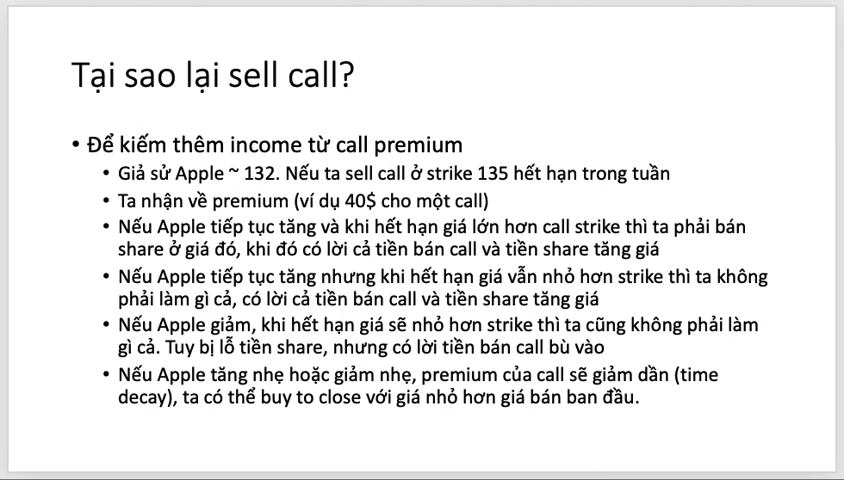 Tại sao lại sell call?
• Để kiếm thêm income từ call premium
• Giả sử Apple ~ 132. Nếu ta sell call ở strike 135 hết hạn trong tuần
• Ta nhận về premium (ví dụ 40$ cho một call)
• Nếu Apple tiếp tục tăng và khi hết hạn giá lớn hơn call strike thì ta phải bán
share ở giá đó, khi đó có lời cả tiền bán call và tiền share tăng giá
• Nếu Apple tiếp tục tăng nhưng khi hết hạn giá vẫn nhỏ hơn strike thì ta không
phải làm gì cả, có lời cả tiền bán call và tiền share tăng giá
• Nếu Apple giảm, khi hết hạn giá sẽ nhỏ hơn strike thì ta cũng không phải làm
gì cả. Tuy bị lỗ tiền share, nhưng có lời tiền bán call bù vào
• Nếu Apple tăng nhẹ hoặc giảm nhẹ, premium của call sẽ giảm dần (time
decay), ta có thể buy to close với giá nhỏ hơn giá bán ban đầu.